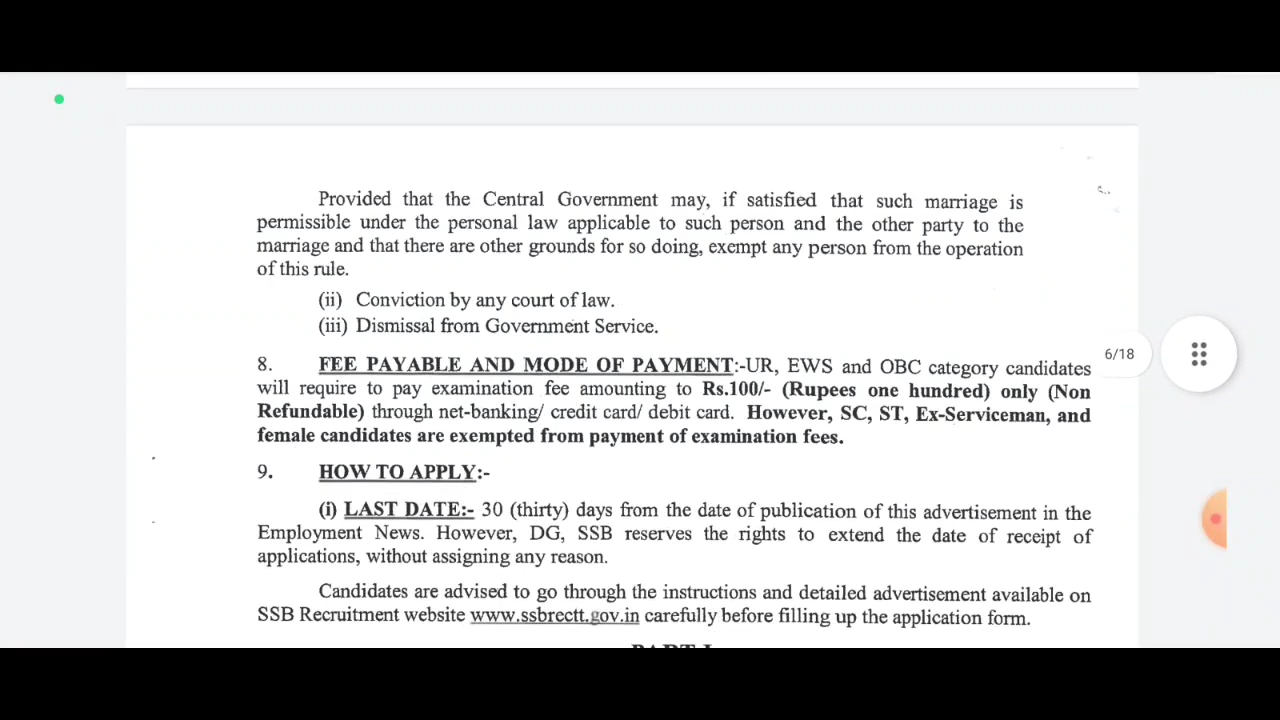 Provided that the Central Government may, if satisfied that such marriage is
permissible under the personal law applicable to such person and the other party to the
marriage and that there are other grounds for so doing, exempt any person from the operation
of this rule.
(ii) Conviction by any court of law.
(iii) Dismissal from Government Service.
8. FEE PAYABLE AND MODE OF PAYMENT:-UR, EWS and OBC category candidates
will require to pay examination fee amounting to Rs.100/- (Rupees one hundred) only (Non
Refundable) through net-banking/ credit card/ debit card. However, SC, ST, Ex-Serviceman, and
female candidates are exempted from payment of examination fees.
6/18
9. HOW TO APPLY:-
(i) LAST DATE:- 30 (thirty) days from the date of publication of this advertisement in the
Employment News. However, DG, SSB reserves the rights to extend the date of receipt of
applications, without assigning any reason.
Candidates are advised to go through the instructions and detailed advertisement available on
SSB Recruitment website www.ssbrectt.gov.in carefully before filling up the application form.